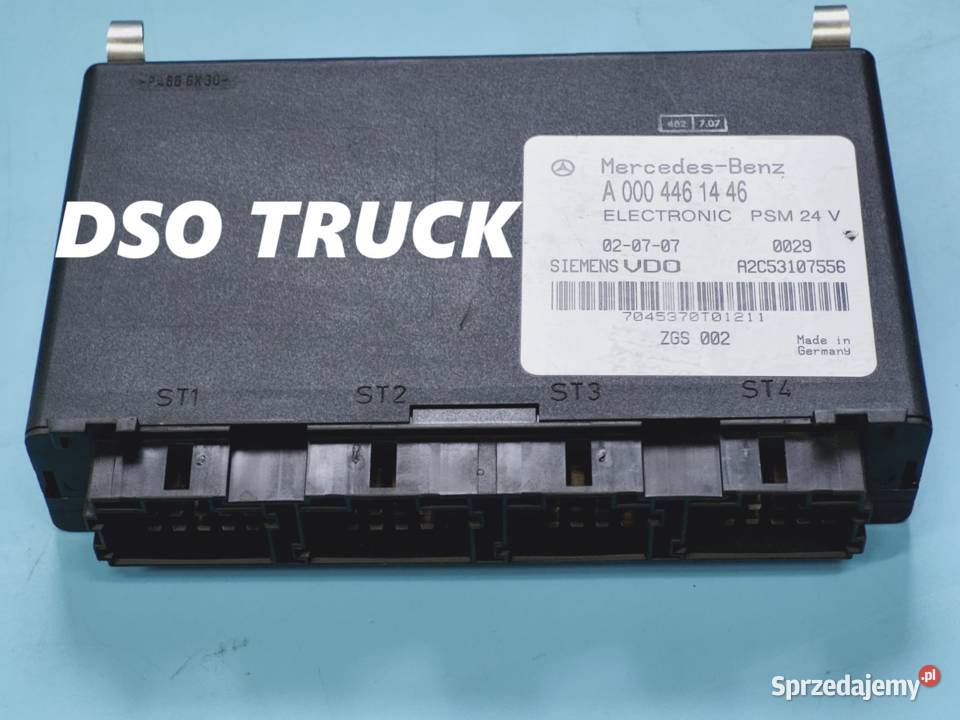 >PA66 GX30<
482 7.07
Mercedes-Benz
A 000 446 14 46
ELECTRONIC PSM 24 V
DSO TRUCK
02-07-07 0029
SIEMENS VDO A2C53107556
7045370T01211
ZGS 002
Made in
Germany
ST1 ST2 ST3 ST4
Sprzedajemy.pl